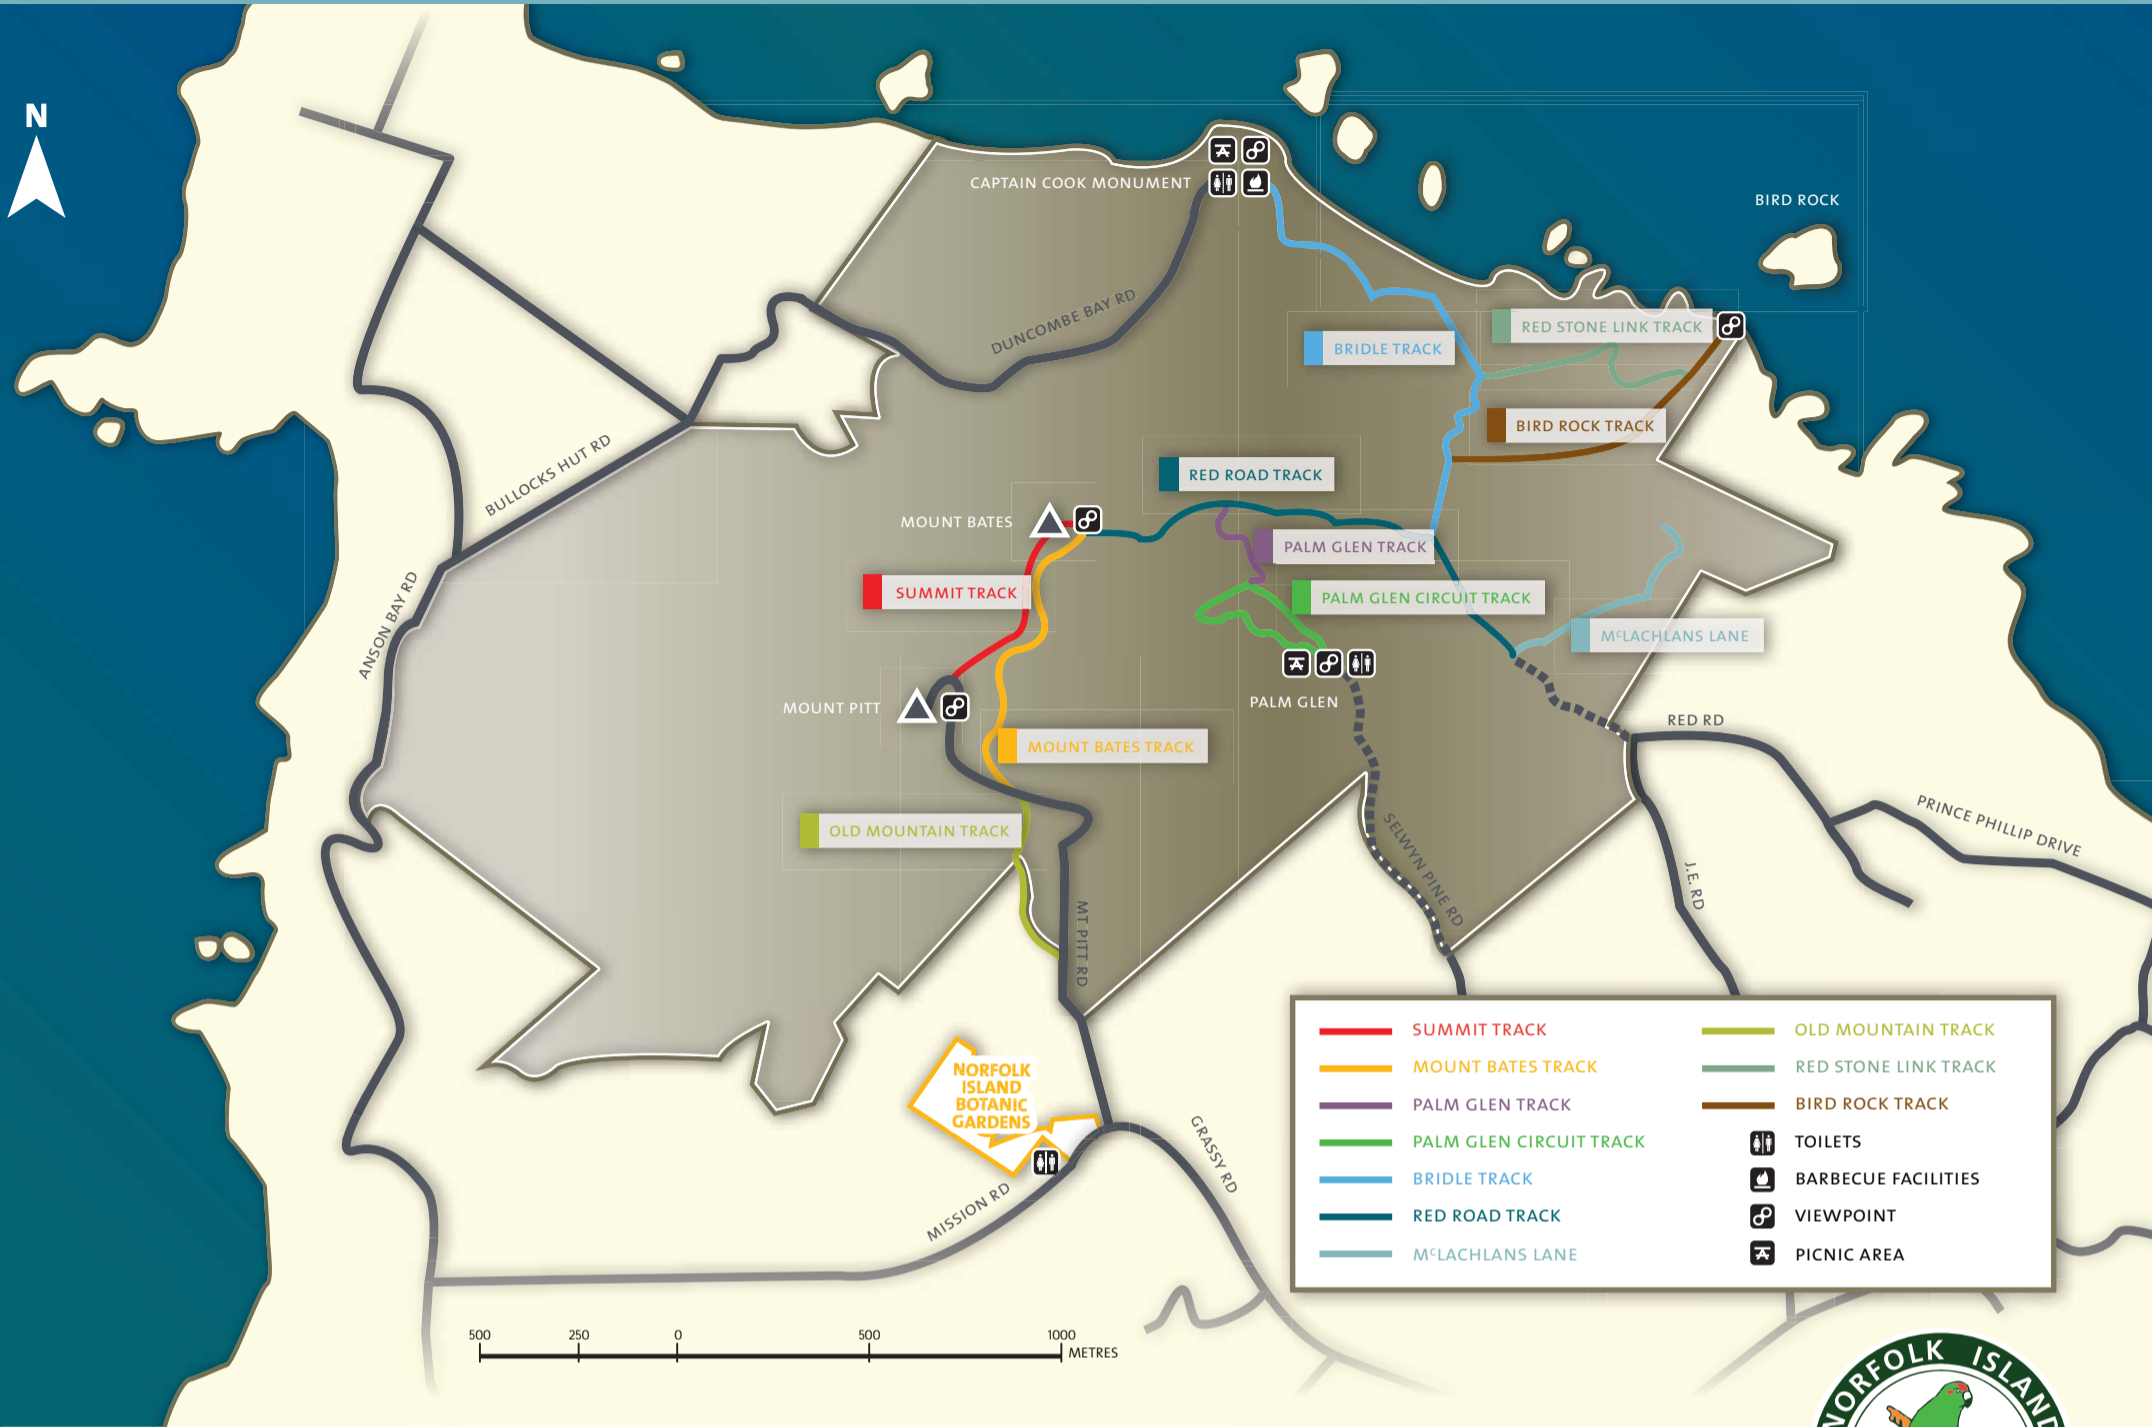 N
CAPTAIN COOK MONUMENT
BIRD ROCK
DUNCOMBE BAY RD
RED STONE LINK TRACK
BRIDLE TRACK
BIRD ROCK TRACK
BULLOCKS HUT RD
RED ROAD TRACK
MOUNT BATES
PALM GLEN TRACK
SUMMIT TRACK
PALM GLEN CIRCUIT TRACK
ANSON BAY RD
MCLACHLANS LANE
PALM GLEN
MOUNT PITT
RED RD
MOUNT BATES TRACK
OLD MOUNTAIN TRACK
PRINCE PHILLIP DRIVE
SELWYN PINE RD
J.E. RD
MT PITT RD
NORFOLK
ISLAND
BOTANIC
GARDENS
GRASSY RD
MISSION RD
SUMMIT TRACK
MOUNT BATES TRACK
PALM GLEN TRACK
PALM GLEN CIRCUIT TRACK
BRIDLE TRACK
RED ROAD TRACK
MCLACHLANS LANE
OLD MOUNTAIN TRACK
RED STONE LINK TRACK
BIRD ROCK TRACK
TOILETS
BARBECUE FACILITIES
VIEWPOINT
PICNIC AREA
500 250 0 500 1000
METRES
NORFOLK ISLAND